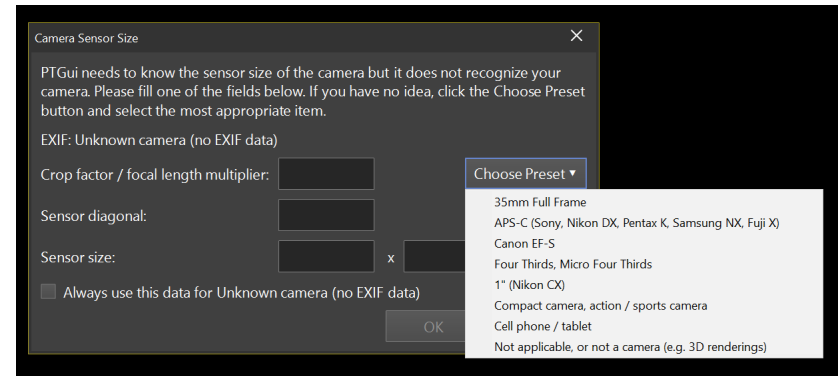 Camera Sensor Size
PTGui needs to know the sensor size of the camera but it does not recognize your
camera. Please fill one of the fields below. If you have no idea, click the Choose Preset
button and select the most appropriate item.
EXIF: Unknown camera (no EXIF data)
Crop factor / focal length multiplier:
Choose Preset
35mm Full Frame
APS-C (Sony, Nikon DX, Pentax K, Samsung NX, Fuji X)
Canon EF-S
Four Thirds, Micro Four Thirds
1" (Nikon CX)
Compact camera, action / sports camera
Cell phone / tablet
Not applicable, or not a camera (e.g. 3D renderings)
Sensor diagonal:
Sensor size:
x
Always use this data for Unknown camera (no EXIF data)
OK